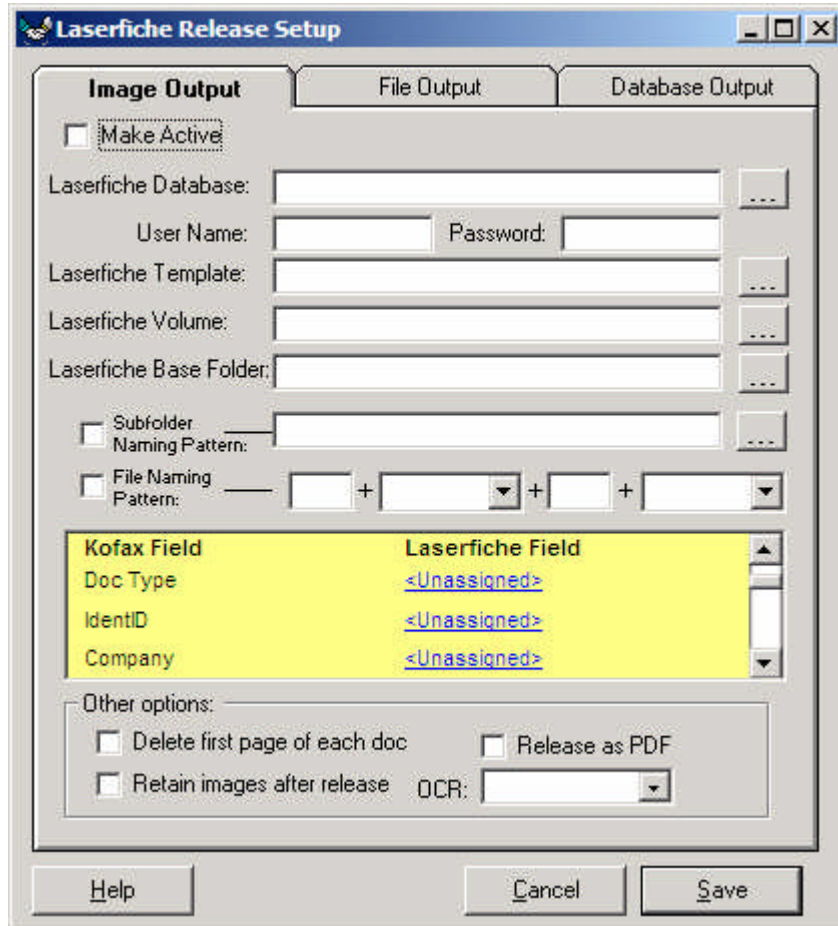 Laserfiche Release Setup
Image Output File Output Database Output
Make Active
Laserfiche Database: ...
User Name: Password:
Laserfiche Template: ...
Laserfiche Volume: ...
Laserfiche Base Folder: ...
Subfolder
Naming Pattern: ...
File Naming
Pattern: + + +
Kofax Field Laserfiche Field
Doc Type <Unassigned>
IdentID <Unassigned>
Company <Unassigned>
Other options:
Delete first page of each doc Release as PDF
Retain images after release OCR:
Help Cancel Save